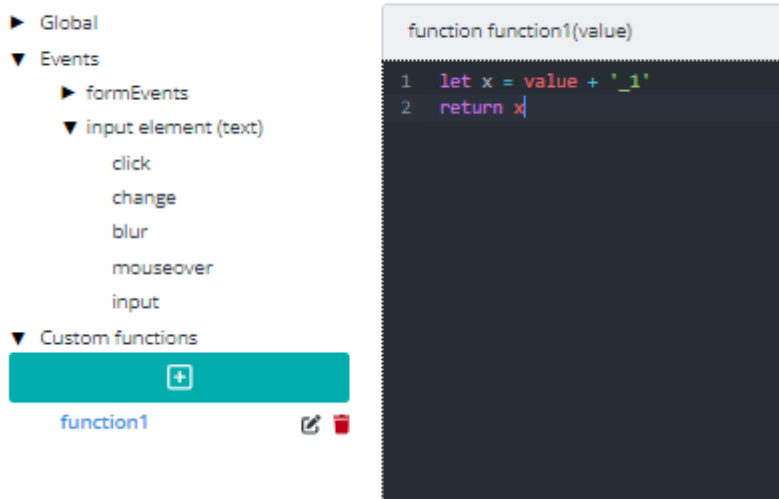 Global
Events
formEvents
input element (text)
click
change
blur
mouseover
input
Custom functions
function1
function function1(value)
1 let x = value + '_1'
2 return x